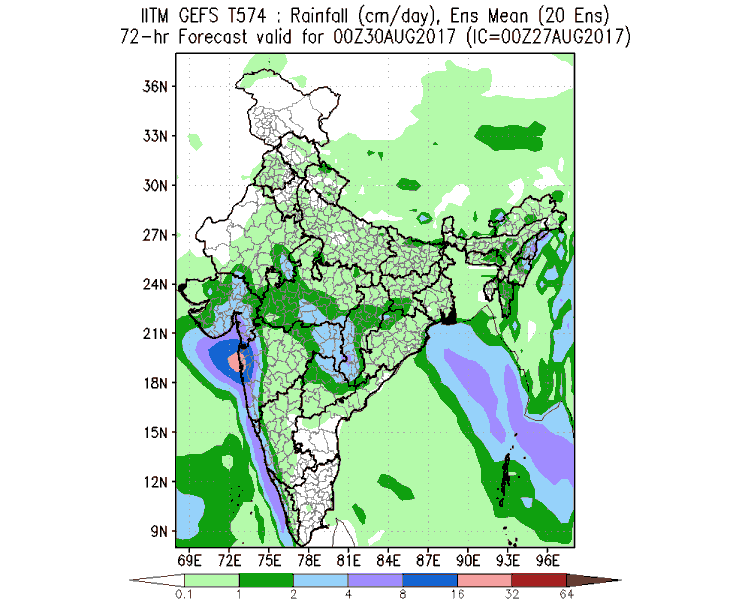 IITM GEFS T574 : Rainfall (cm/day), Ens Mean (20 Ens)
72-hr Forecast valid for 00Z30AUG2017 (IC=00Z27AUG2017)
36N
33N
30N
27N
24N
21N
18N
15N
12N
9N
69E 72E 75E 78E 81E 84E 87E 90E 93E 96E
0.1 1 2 4 8 16 32 64